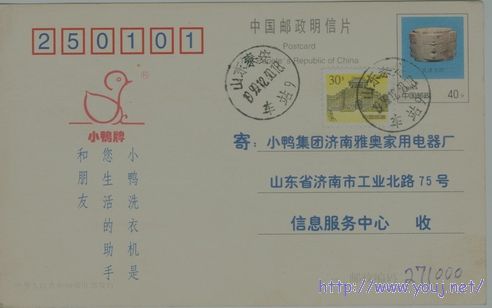 250101
中国邮政明信片
Postcard
People's Republic of China
中国邮政
40分
30分
小鸭牌
小鸭洗衣机是
您生活的助手
和朋友
寄：小鸭集团济南雅奥家用电器厂
山东省济南市工业北路75号
信息服务中心 收
271000
http://www.youj.net/